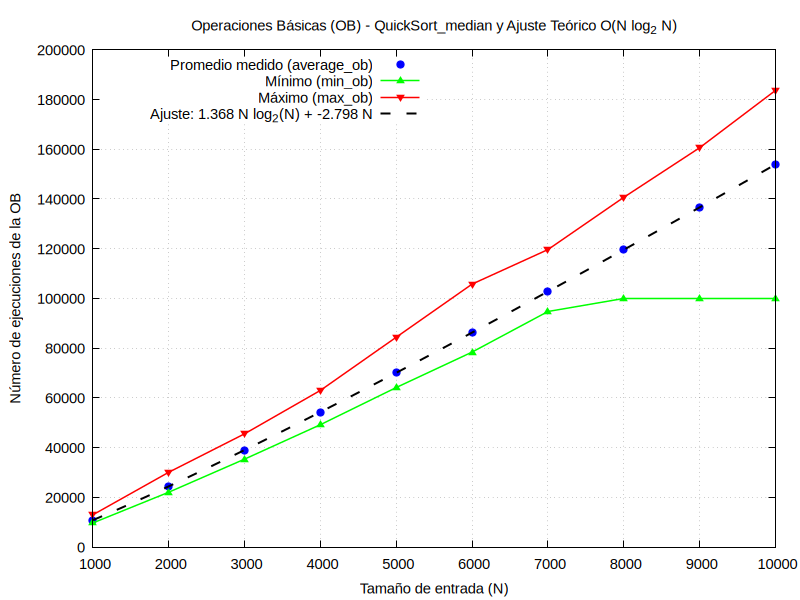 Operaciones Básicas (OB) - QuickSort_median y Ajuste Teórico O(N log₂ N)
200000
180000
160000
140000
120000
100000
80000
60000
40000
20000
0
Número de ejecuciones de la OB
Promedio medido (average_ob)
Mínimo (min_ob)
Máximo (max_ob)
Ajuste: 1.368 N log₂(N) + -2.798 N
1000 2000 3000 4000 5000 6000 7000 8000 9000 10000
Tamaño de entrada (N)